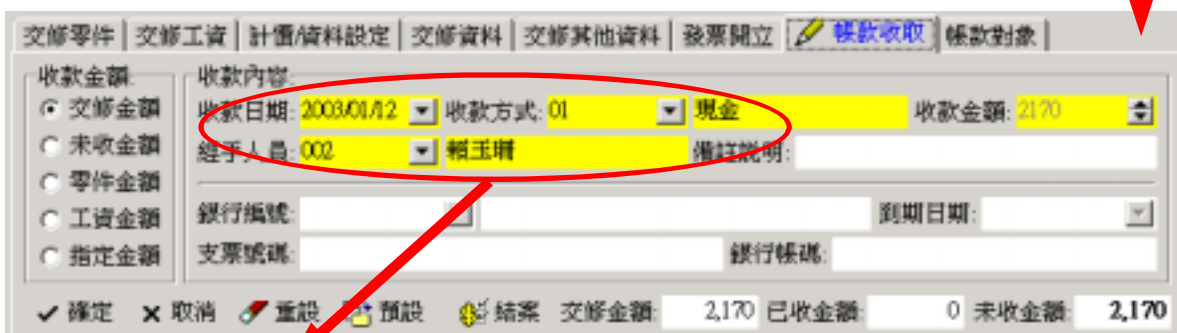 交修零件 交修工資 計價/資料設定 交修資料 交修其他資料 發票開立 帳款收取 帳款對象
收款金額:
交修金額
未收金額
零件金額
工資金額
指定金額
收款內容:
收款日期: 2003/01/12 收款方式: 01 現金 收款金額: 2170
經手人員: 002 賴玉珊 備註說明:
銀行編號: 到期日期:
支票號碼: 銀行帳碼:
確定 取消 重設 預設 結案 交修金額: 2,170 已收金額: 0 未收金額: 2,170